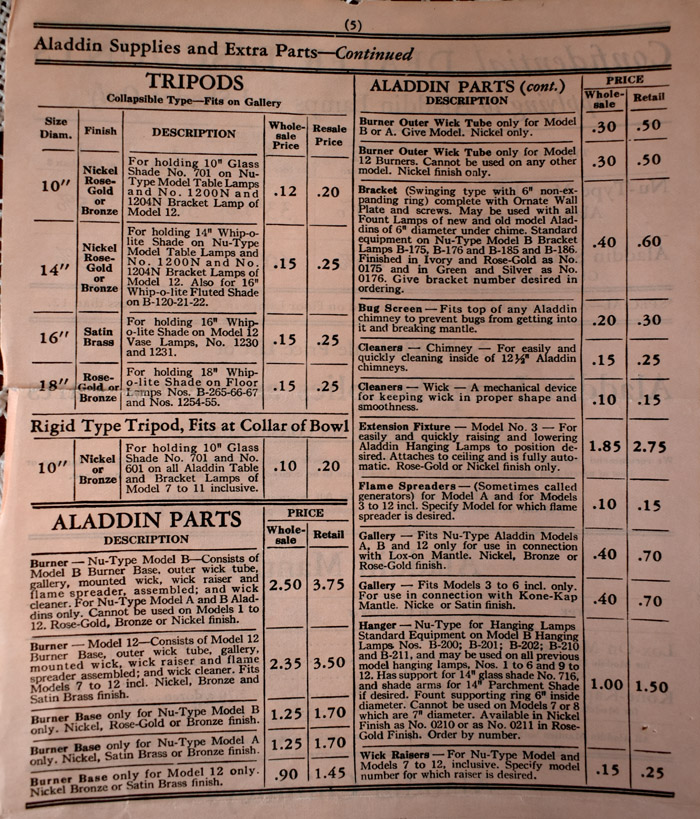 (5)
Aladdin Supplies and Extra Parts—Continued
TRIPODS
Collapsible Type—Fits on Gallery
Size Diam. Finish DESCRIPTION Whole-sale Price Resale Price
10" Nickel Rose-Gold or Bronze
For holding 10" Glass
Shade No. 701 on Nu-
Type Model Table Lamps
and No. 1200N and
1204N Bracket Lamp of
Model 12.
.12 .20
14" Nickel Rose-Gold or Bronze
For holding 14" Whip-o-
lite Shade on Nu-Type
Model Table Lamps and
No. 1200N and No.
1204N Bracket Lamps of
Model 12. Also for 16"
Whip-o-lite Fluted Shade
on B-120-21-22.
.15 .25
16" Satin Brass
For holding 16" Whip-
o-lite Shade on Model 12
Vase Lamps, No. 1230
and 1231.
.15 .25
18" Rose-Gold or Bronze
For holding 18" Whip-
o-lite Shade on Floor
Lamps Nos. B-265-66-67
and Nos. 1254-55.
.15 .25
Rigid Type Tripod, Fits at Collar of Bowl
10" Nickel or Bronze
For holding 10" Glass
Shade No. 701 and No.
601 on all Aladdin Table
and Bracket Lamps of
Model 7 to 11 inclusive.
.10 .20
ALADDIN PARTS
DESCRIPTION
PRICE
Whole-sale Retail
Burner — Nu-Type Model B—Consists of
Model B Burner Base, outer wick tube,
gallery, mounted wick, wick raiser and
flame spreader, assembled; and wick
cleaner. For Nu-Type Model A and B Alad-
dins only. Cannot be used on Models 1 to
12. Rose-Gold, Bronze or Nickel finish.
2.50 3.75
Burner — Model 12—Consists of Model 12
Burner Base, outer wick tube, gallery,
mounted wick, wick raiser and flame
spreader assembled; and wick cleaner. Fits
Models 7 to 12 incl. Nickel, Bronze and
Satin Brass finish.
2.35 3.50
Burner Base only for Nu-Type Model B
only. Nickel, Rose-Gold or Bronze finish.
1.25 1.70
Burner Base only for Nu-Type Model A
only. Nickel, Satin Brass or Bronze finish.
1.25 1.70
Burner Base only for Model 12 only.
Nickel Bronze or Satin Brass finish.
.90 1.45
ALADDIN PARTS (cont.)
DESCRIPTION
PRICE
Whole-sale Retail
Burner Outer Wick Tube only for Model
B or A. Give Model. Nickel only.
.30 .50
Burner Outer Wick Tube only for Model
12 Burners. Cannot be used on any other
model. Nickel finish only.
.30 .50
Bracket (Swinging type with 6" non-ex-
panding ring) complete with Ornate Wall
Plate and screws. May be used with all
Fount Lamps of new and old model Alad-
dins of 6" diameter under chime. Standard
equipment on Nu-Type Model B Bracket
Lamps B-175, B-176 and B-185 and B-186.
Finished in Ivory and Rose-Gold as No.
0175 and in Green and Silver as No.
0176. Give bracket number desired in
ordering.
.40 .60
Bug Screen — Fits top of any Aladdin
chimney to prevent bugs from getting into
it and breaking mantle.
.20 .30
Cleaners — Chimney — For easily and
quickly cleaning inside of 12½" Aladdin
chimneys.
.15 .25
Cleaners — Wick — A mechanical device
for keeping wick in proper shape and
smoothness.
.10 .15
Extension Fixture — Model No. 3 — For
easily and quickly raising and lowering
Aladdin Hanging Lamps to position de-
sired. Attaches to ceiling and is fully auto-
matic. Rose-Gold or Nickel finish only.
1.85 2.75
Flame Spreaders — (Sometimes called
generators) for Model A and for Models
3 to 12 incl. Specify Model for which flame
spreader is desired.
.10 .15
Gallery — Fits Nu-Type Aladdin Models
A, B and 12 only for use in connection
with Lox-on Mantle. Nickel, Bronze or
Rose-Gold finish.
.40 .70
Gallery — Fits Models 3 to 6 incl. only.
For use in connection with Kone-Kap
Mantle. Nicke or Satin finish.
.40 .70
Hanger — Nu-Type for Hanging Lamps
Standard Equipment on Model B Hanging
Lamps Nos. B-200; B-201; B-202; B-210
and B-211, and may be used on all previous
model hanging lamps, Nos. 1 to 6 and 9 to
12. Has support for 14" glass shade No. 716,
and shade arms for 14" Parchment Shade
if desired. Fount supporting ring 6" inside
diameter. Cannot be used on Models 7 or 8
which are 7" diameter. Available in Nickel
Finish as No. 0210 or as No. 0211 in Rose-
Gold Finish. Order by number.
1.00 1.50
Wick Raisers — For Nu-Type Model and
Models 7 to 12, inclusive. Specify model
number for which raiser is desired.
.15 .25